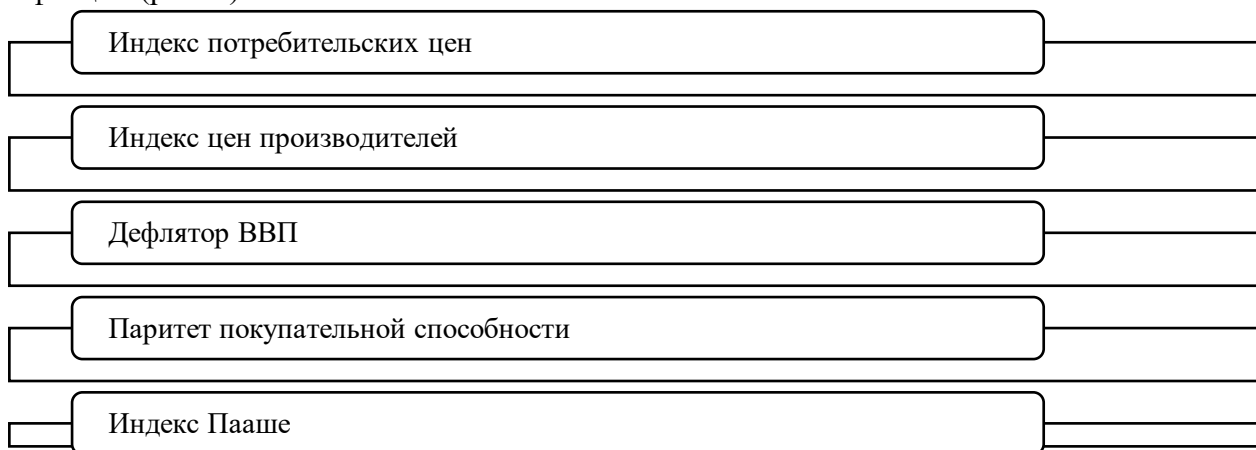 Индекс потребительских цен
Индекс цен производителей
Дефлятор ВВП
Паритет покупательной способности
Индекс Пааше